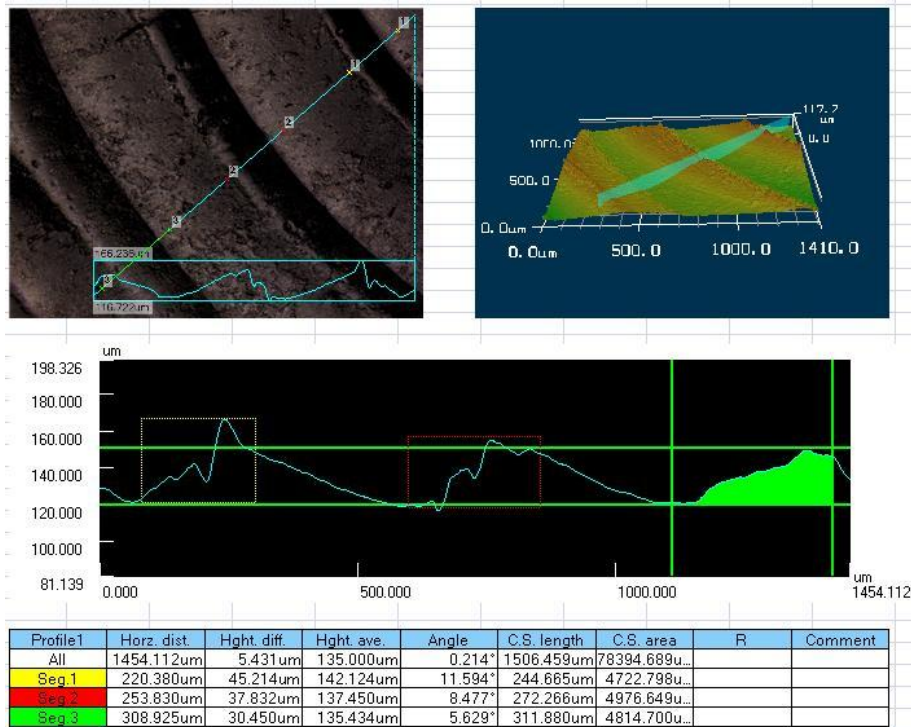 1
1
2
2
3
3
166.236um
116.722um
117.7
um
0.0
1000.0
500.0
0.0um
0.0um
500.0
1000.0
1410.0
um
198.326
180.000
160.000
140.000
120.000
100.000
81.139
0.000
500.000
1000.000
um
1454.112
Profile1 Horz. dist. Hght. diff. Hght. ave. Angle C.S. length C.S. area R Comment
All 1454.112um 5.431um 135.000um 0.214° 1506.459um 78394.689u...
Seg.1 220.380um 45.214um 142.124um 11.594° 244.665um 4722.798u...
Seg.2 253.830um 37.832um 137.450um 8.477° 272.266um 4976.649u...
Seg.3 308.925um 30.450um 135.434um 5.629° 311.880um 4814.700u...